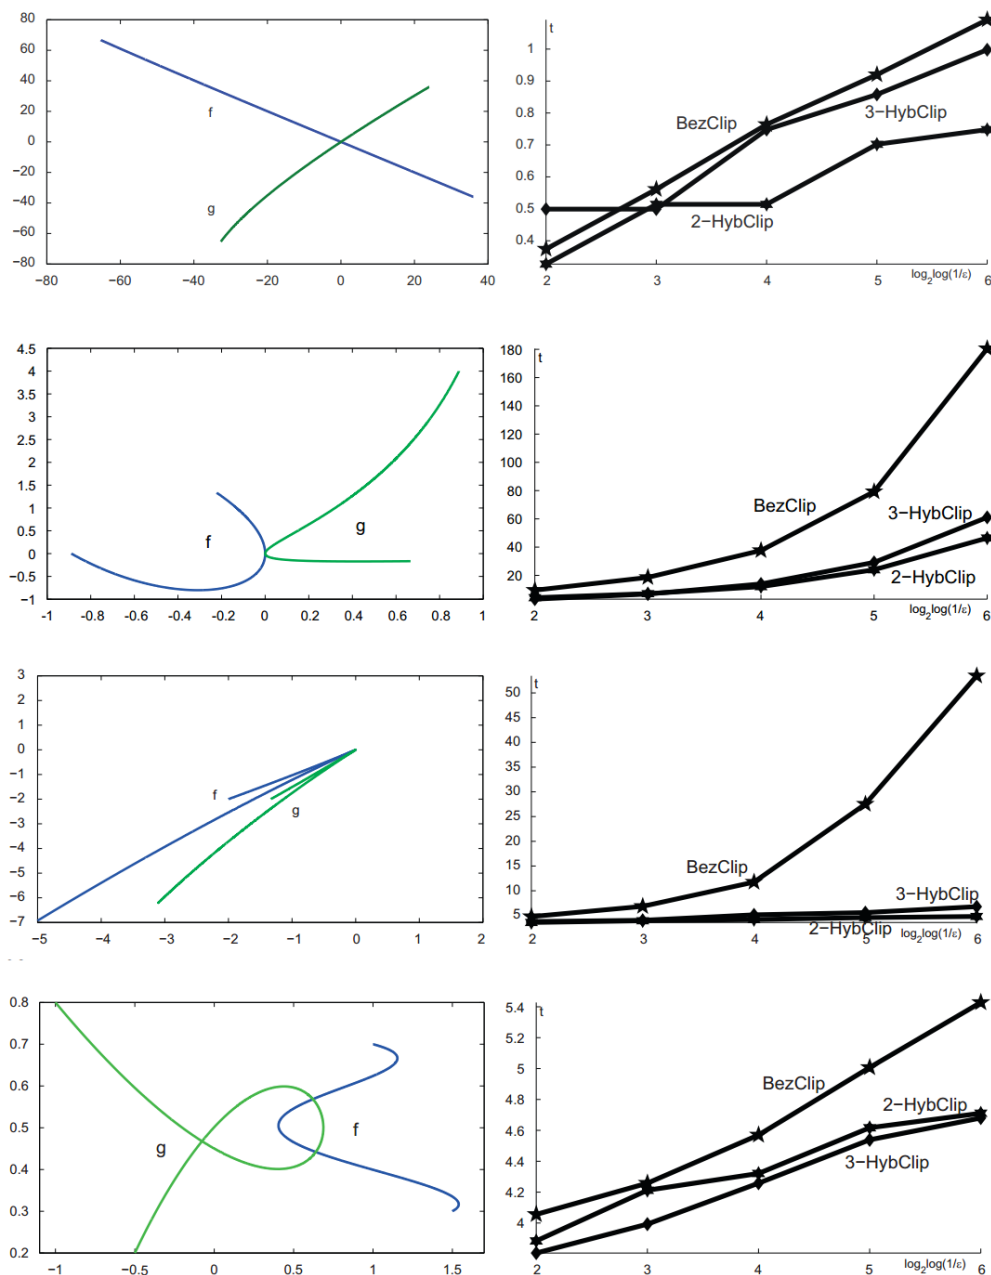 80
60
40
20
0
−20
−40
−60
−80
−80 −60 −40 −20 0 20 40
f
g
t
1
0.9
0.8
0.7
0.6
0.5
0.4
BezClip
3−HybClip
2−HybClip
log2log(1/ε)
2 3 4 5 6
4.5
4
3.5
3
2.5
2
1.5
1
0.5
0
−0.5
−1
-1 -0.8 -0.6 -0.4 -0.2 0 0.2 0.4 0.6 0.8 1
f
g
180
160
140
120
100
80
60
40
20
t
BezClip
3−HybClip
2−HybClip
log2log(1/ε)
2 3 4 5 6
3
2
1
0
−1
−2
−3
−4
−5
−6
−7
−5 −4 −3 −2 −1 0 1 2
f
g
t
50
45
40
35
30
25
20
15
10
5
BezClip
3−HybClip
2−HybClip
log2log(1/ε)
2 3 4 5 6
0.8
0.7
0.6
0.5
0.4
0.3
0.2
−1 −0.5 0 0.5 1 1.5
g
f
5.4
t
5.2
5
4.8
4.6
4.4
4.2
4
BezClip
2−HybClip
3−HybClip
log2log(1/ε)
2 3 4 5 6